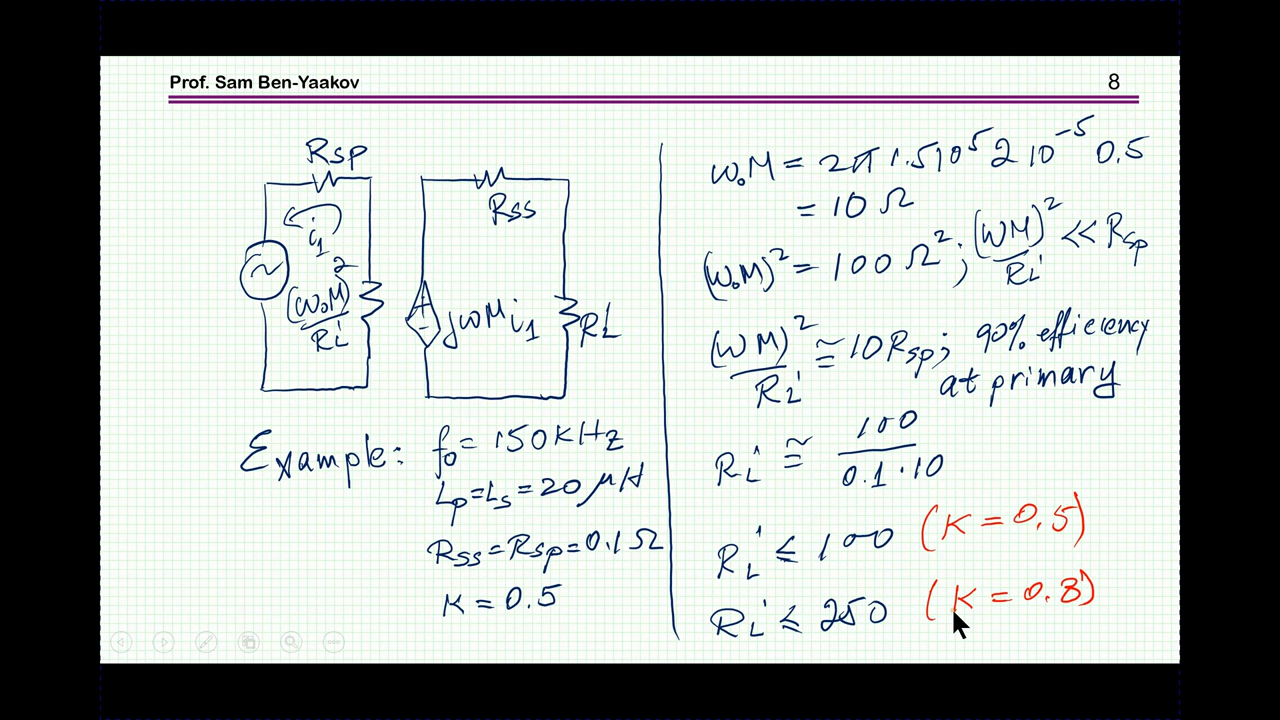 Prof. Sam Ben-Yaakov 8
Rsp
i₁
(ω₀M)²/RL'
Rss
jωMi₁
RL'
Example: f₀=150KHz
Lp=Ls=20μH
Rss=Rsp=0.1Ω
K=0.5
ω₀M=2π 1.5 10⁵ 2 10⁻⁵ 0.5
=10Ω
(ω₀M)²=100Ω²; (ωM)²/RL' << Rsp
(ωM)²/RL' ≅ 10Rsp; 90% efficiency
at primary
RL' ≅ 100/0.1·10
RL' ≤ 100 (K=0.5)
RL' ≤ 250 (K=0.8)